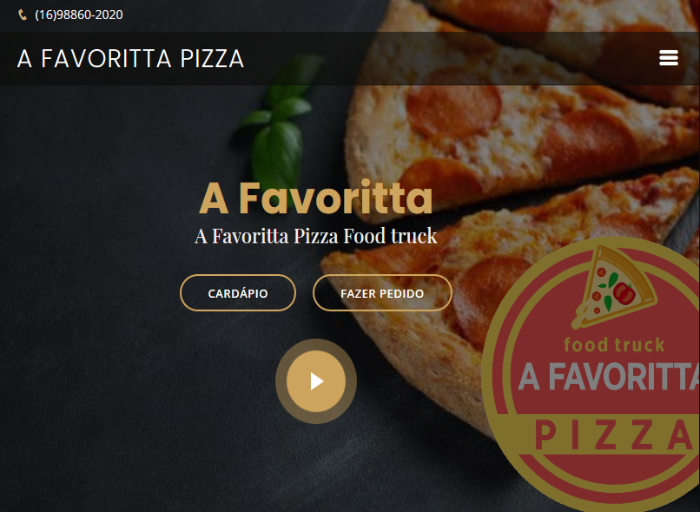 (16)98860-2020
A FAVORITTA PIZZA
A Favoritta
A Favoritta Pizza Food truck
CARDÁPIO
FAZER PEDIDO
food truck
A FAVORITTA
PIZZA